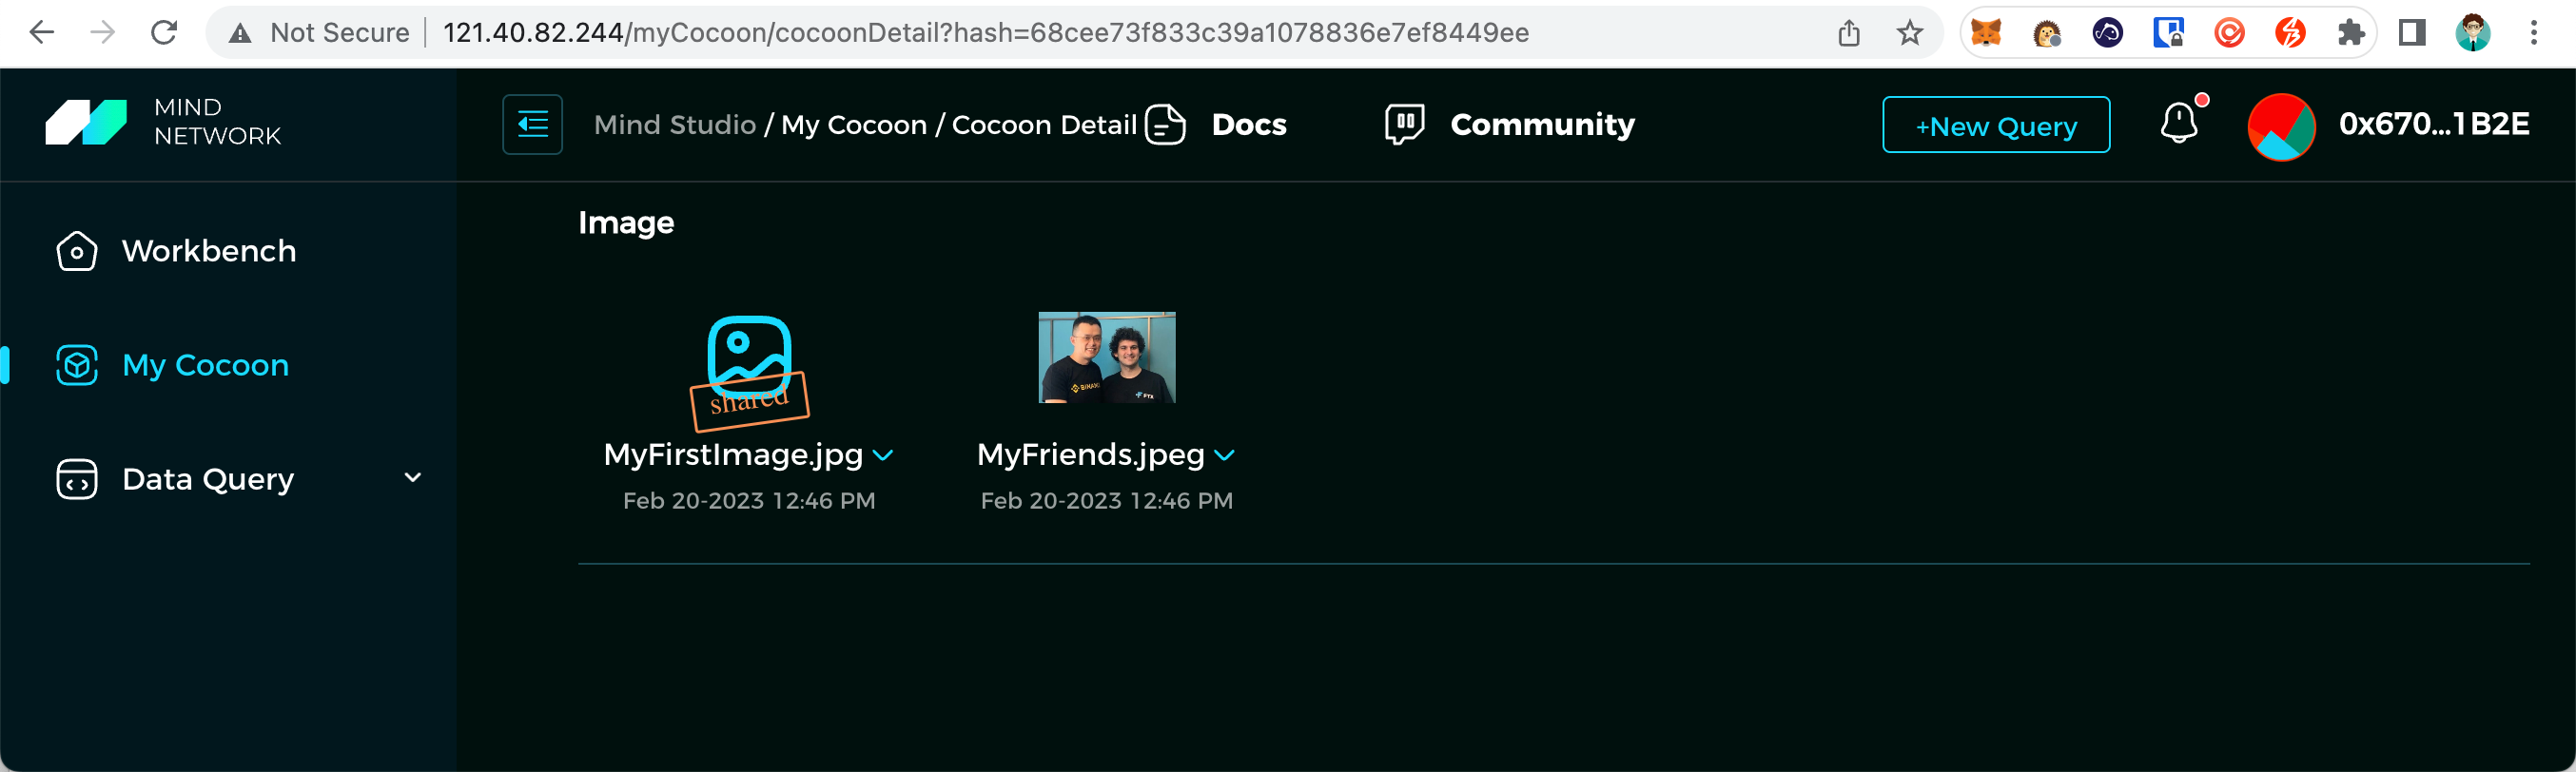 Not Secure
121.40.82.244/myCocoon/cocoonDetail?hash=68cee73f833c39a1078836e7ef8449ee
MIND
NETWORK
Mind Studio / My Cocoon / Cocoon Detail
Docs
Community
+New Query
0x670...1B2E
Workbench
My Cocoon
Data Query
Image
shared
BINANC
FTX
MyFirstImage.jpg
MyFriends.jpeg
Feb 20-2023 12:46 PM
Feb 20-2023 12:46 PM